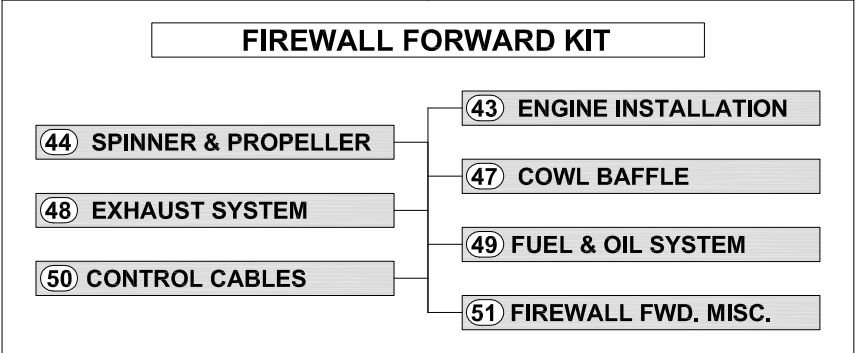 FIREWALL FORWARD KIT
43 ENGINE INSTALLATION
44 SPINNER & PROPELLER
47 COWL BAFFLE
48 EXHAUST SYSTEM
49 FUEL & OIL SYSTEM
50 CONTROL CABLES
51 FIREWALL FWD. MISC.